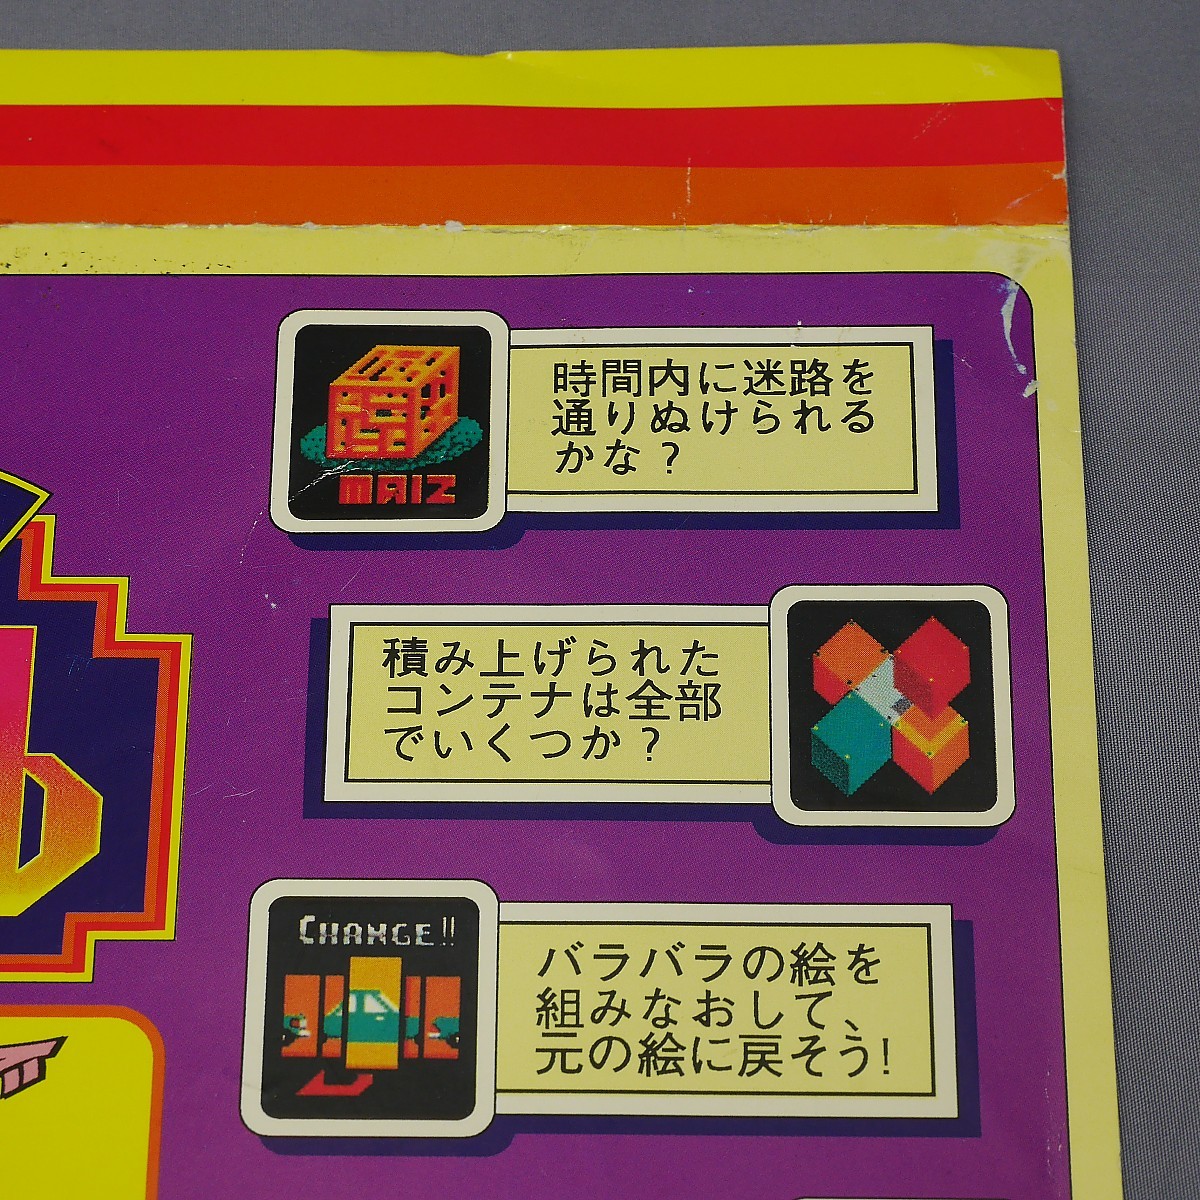 MAIZ
時間内に迷路を
通りぬけられる
かな？
積み上げられた
コンテナは全部
でいくつか？
CHANGE!!
バラバラの絵を
組みなおして、
元の絵に戻そう!